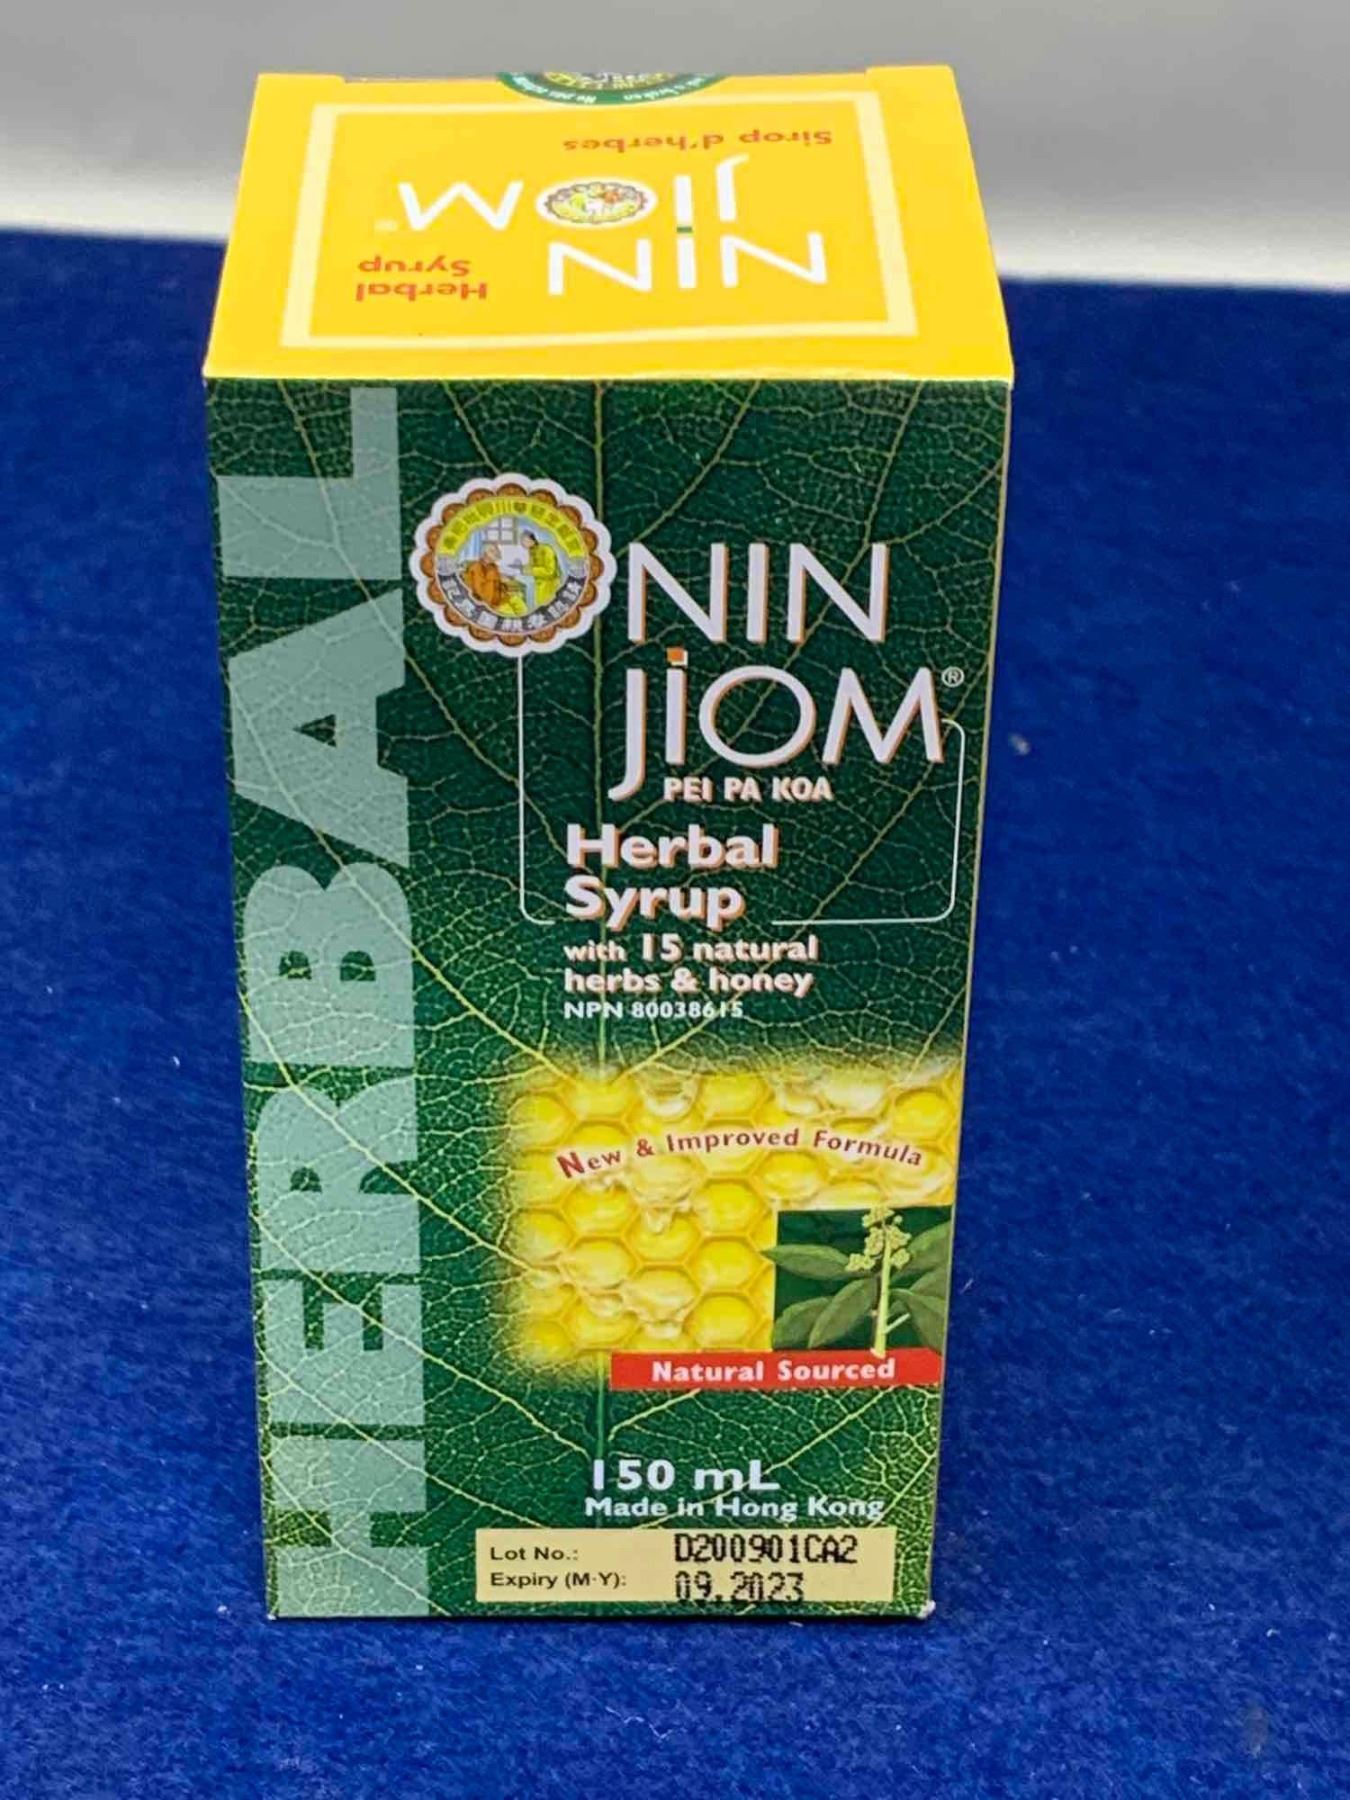 Sirop d'herbes
NIN
JIOM®
Herbal
Syrup
HERBAL
NIN
JIOM®
PEI PA KOA
Herbal
Syrup
with 15 natural
herbs & honey
NPN 80038615
New & Improved Formula
Natural Sourced
150 mL
Made in Hong Kong
Lot No.: D200901CA2
Expiry (M-Y): 09.2023